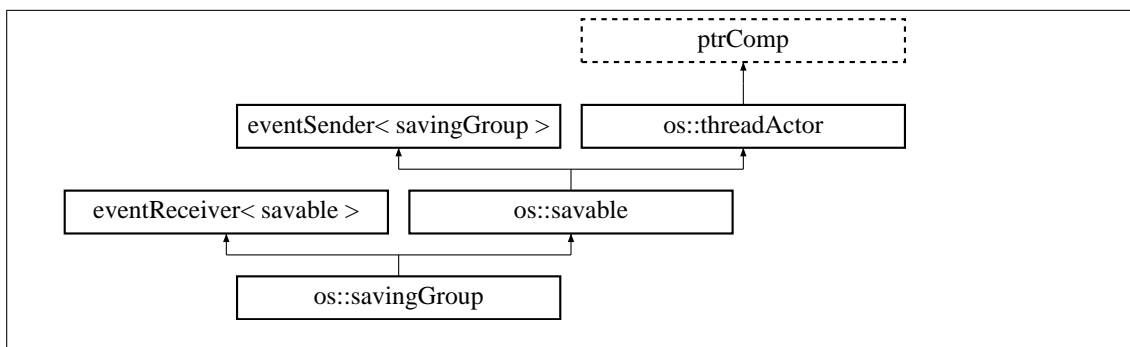 ptrComp
eventSender< savingGroup >
os::threadActor
eventReceiver< savable >
os::savable
os::savingGroup